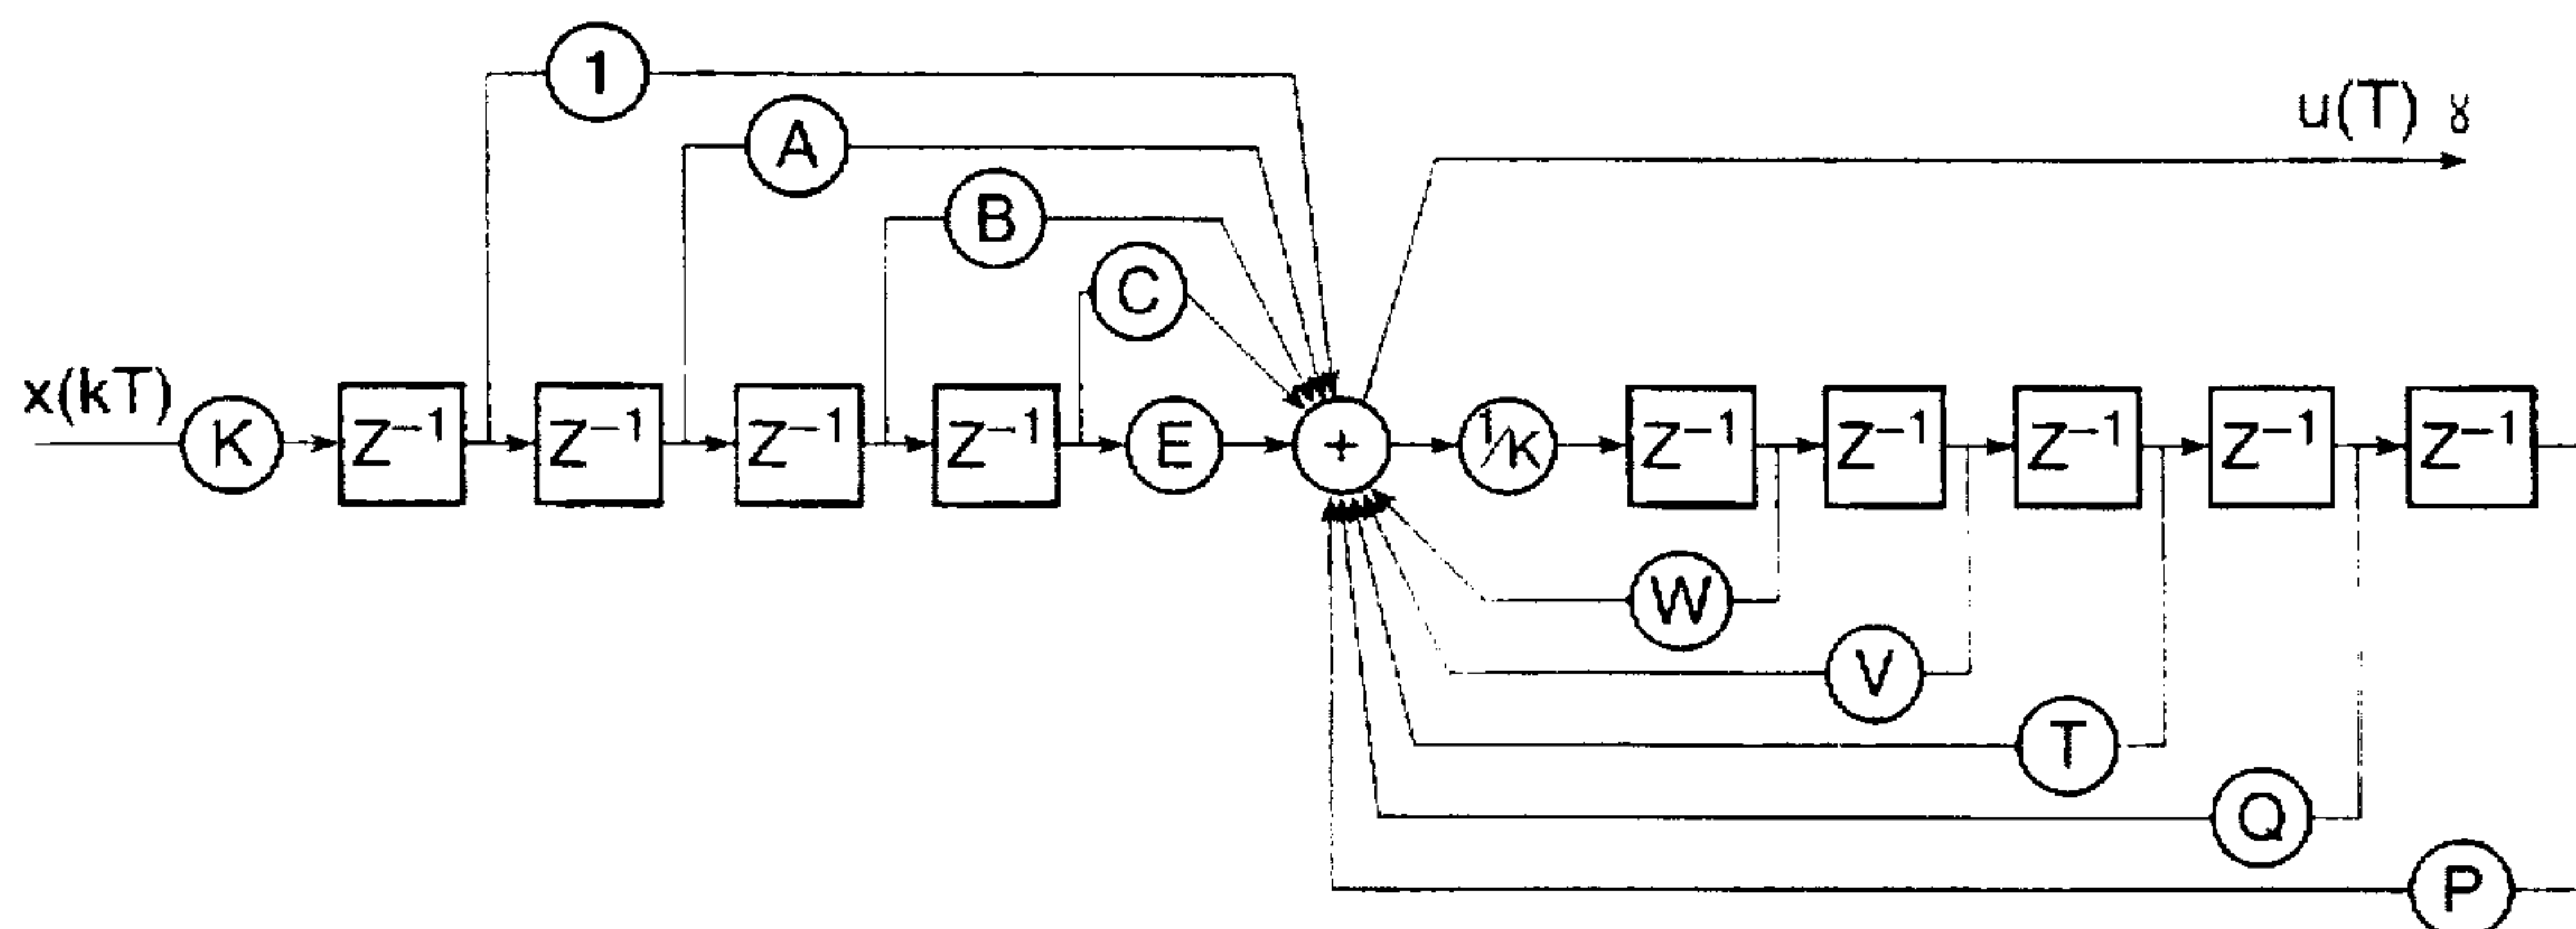 1
A
u(T) ɣ
B
C
x(kT)
K
Z⁻¹
Z⁻¹
Z⁻¹
Z⁻¹
E
+
1/K
Z⁻¹
Z⁻¹
Z⁻¹
Z⁻¹
Z⁻¹
W
V
T
Q
P